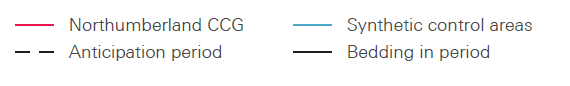 Northumberland CCG Synthetic control areas
Anticipation period Bedding in period